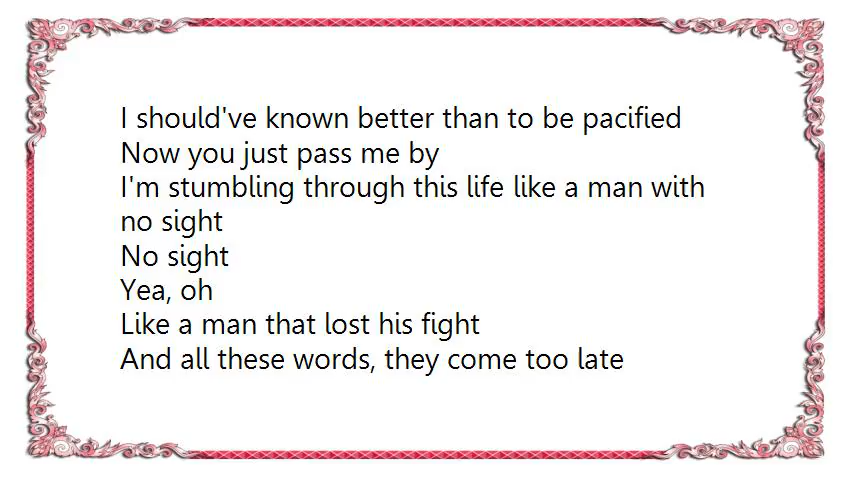 I should've known better than to be pacified
Now you just pass me by
I'm stumbling through this life like a man with
no sight
No sight
Yea, oh
Like a man that lost his fight
And all these words, they come too late